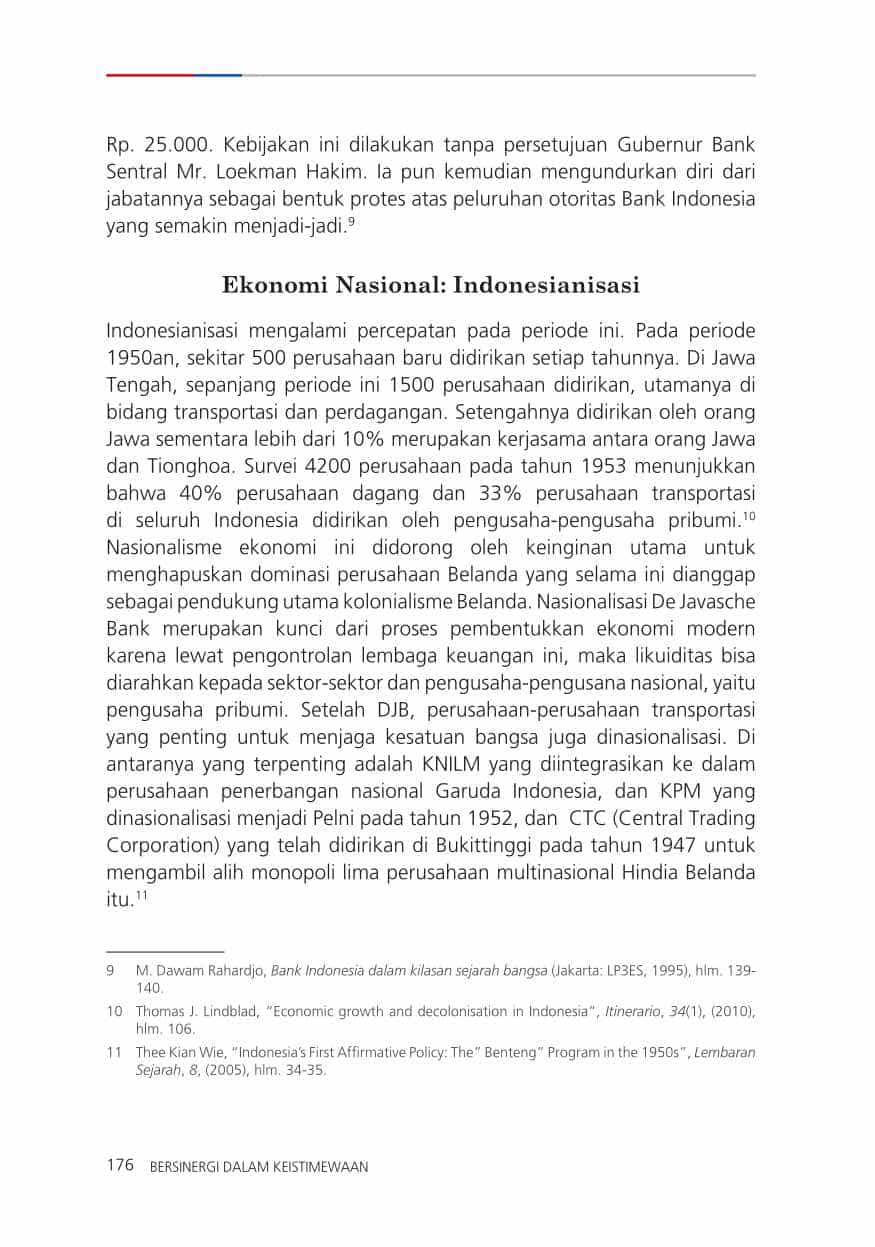 Rp. 25.000. Kebijakan ini dilakukan tanpa persetujuan Gubernur Bank
Sentral Mr. Loekman Hakim. Ia pun kemudian mengundurkan diri dari
jabatannya sebagai bentuk protes atas peluruhan otoritas Bank Indonesia
yang semakin menjadi-jadi.⁹
Ekonomi Nasional: Indonesianisasi
Indonesianisasi mengalami percepatan pada periode ini. Pada periode
1950an, sekitar 500 perusahaan baru didirikan setiap tahunnya. Di Jawa
Tengah, sepanjang periode ini 1500 perusahaan didirikan, utamanya di
bidang transportasi dan perdagangan. Setengahnya didirikan oleh orang
Jawa sementara lebih dari 10% merupakan kerjasama antara orang Jawa
dan Tionghoa. Survei 4200 perusahaan pada tahun 1953 menunjukkan
bahwa 40% perusahaan dagang dan 33% perusahaan transportasi
di seluruh Indonesia didirikan oleh pengusaha-pengusaha pribumi.¹⁰
Nasionalisme ekonomi ini didorong oleh keinginan utama untuk
menghapuskan dominasi perusahaan Belanda yang selama ini dianggap
sebagai pendukung utama kolonialisme Belanda. Nasionalisasi De Javasche
Bank merupakan kunci dari proses pembentukkan ekonomi modern
karena lewat pengontrolan lembaga keuangan ini, maka likuiditas bisa
diarahkan kepada sektor-sektor dan pengusaha-pengusana nasional, yaitu
pengusaha pribumi. Setelah DJB, perusahaan-perusahaan transportasi
yang penting untuk menjaga kesatuan bangsa juga dinasionalisasi. Di
antaranya yang terpenting adalah KNILM yang diintegrasikan ke dalam
perusahaan penerbangan nasional Garuda Indonesia, dan KPM yang
dinasionalisasi menjadi Pelni pada tahun 1952, dan CTC (Central Trading
Corporation) yang telah didirikan di Bukittinggi pada tahun 1947 untuk
mengambil alih monopoli lima perusahaan multinasional Hindia Belanda
itu.¹¹
9 M. Dawam Rahardjo, Bank Indonesia dalam kilasan sejarah bangsa (Jakarta: LP3ES, 1995), hlm. 139-
140.
10 Thomas J. Lindblad, “Economic growth and decolonisation in Indonesia”, Itinerario, 34(1), (2010),
hlm. 106.
11 Thee Kian Wie, “Indonesia’s First Affirmative Policy: The” Benteng” Program in the 1950s”, Lembaran
Sejarah, 8, (2005), hlm. 34-35.
176 BERSINERGI DALAM KEISTIMEWAAN